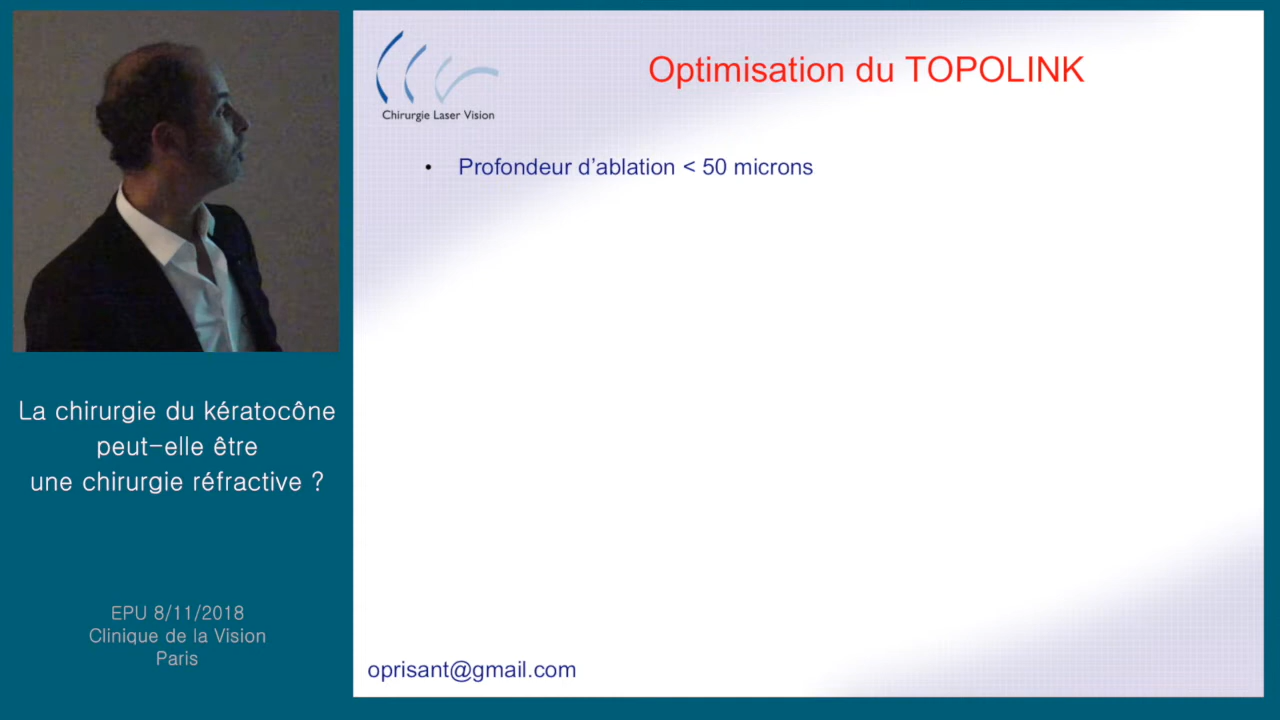 Chirurgie Laser Vision
Optimisation du TOPOLINK
• Profondeur d’ablation < 50 microns
La chirurgie du kératocône
peut-elle être
une chirurgie réfractive ?
EPU 8/11/2018
Clinique de la Vision
Paris
oprisant@gmail.com